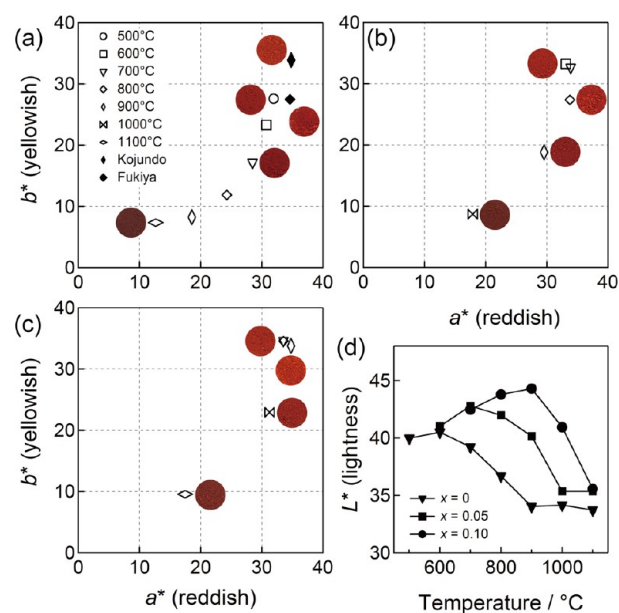 (a)
500°C
600°C
700°C
800°C
900°C
1000°C
1100°C
Kojundo
Fukiya
b* (yellowish)
40
30
20
10
0
0 10 20 30 40
(b)
40
30
20
10
0
0 10 20 30 40
a* (reddish)
(c)
b* (yellowish)
40
30
20
10
0
0 10 20 30 40
a* (reddish)
(d)
L* (lightness)
45
40
35
30
x = 0
x = 0.05
x = 0.10
600 800 1000
Temperature / °C